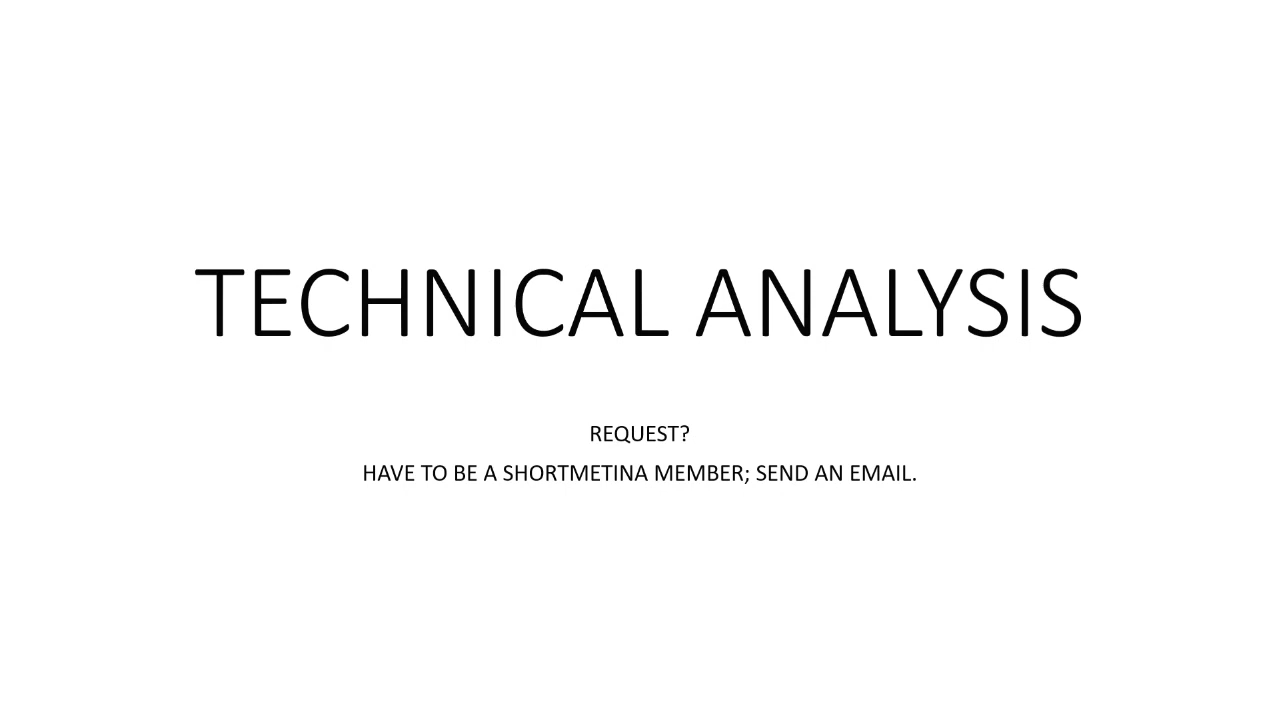 TECHNICAL ANALYSIS
REQUEST?
HAVE TO BE A SHORTMETINA MEMBER; SEND AN EMAIL.